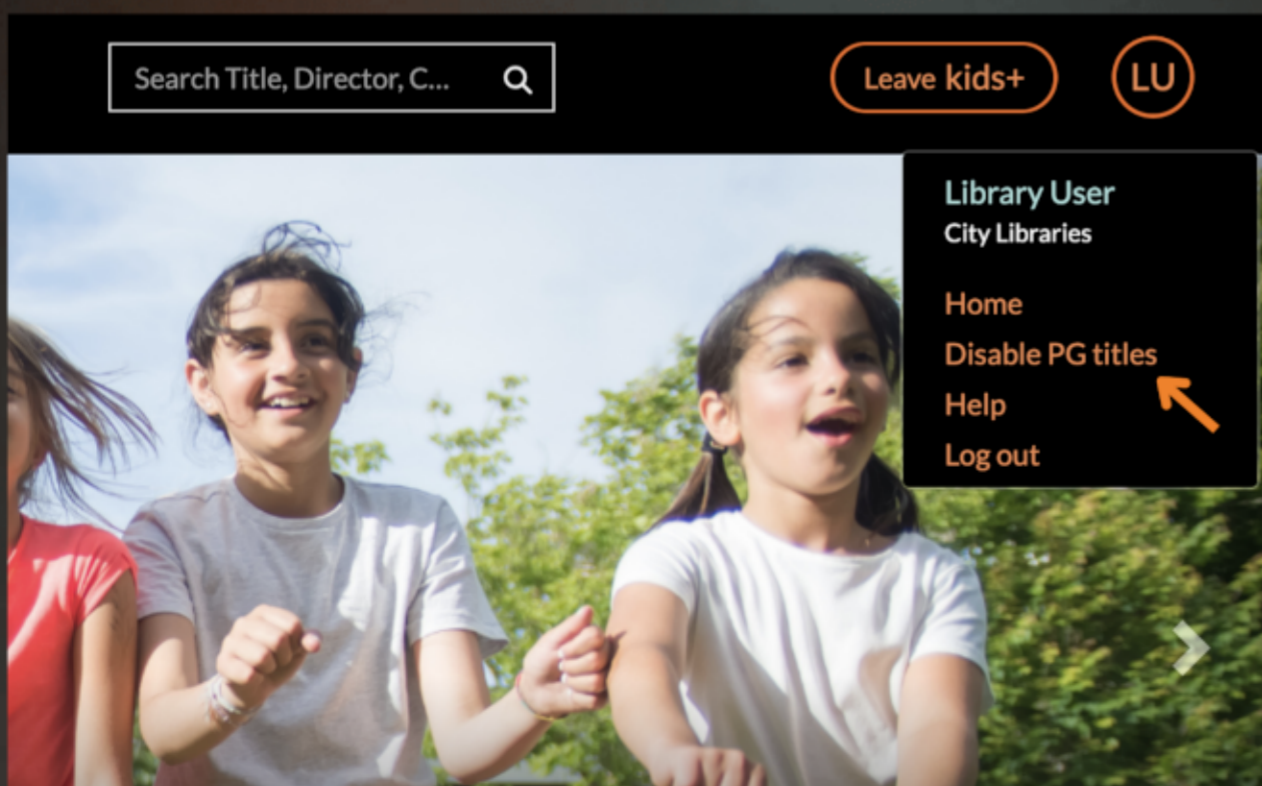 Search Title, Director, C...
Leave kids+
LU
Library User
City Libraries
Home
Disable PG titles
Help
Log out